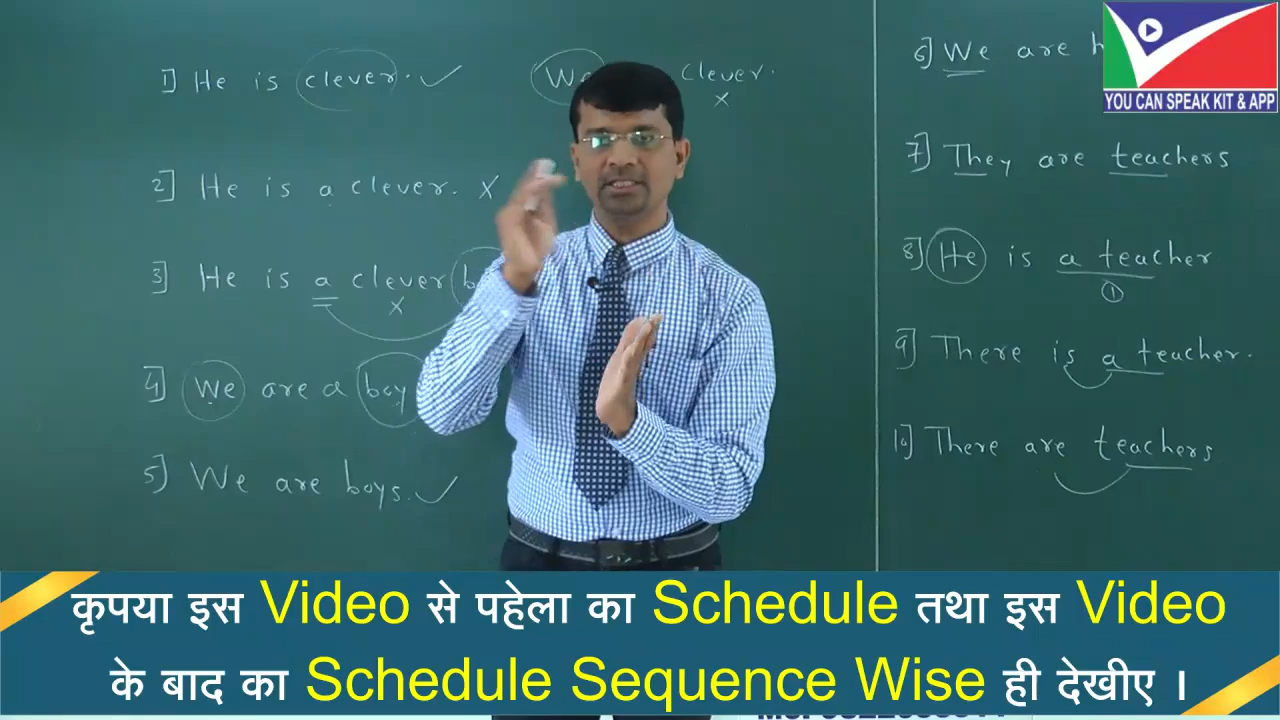 1] He is clever. ✓
We clever.
x
2] He is a clever. x
3] He is a clever
x
4] We are a boy
5] We are boys. ✓
6] We are
7] They are teachers
8] He is a teacher
①
9] There is a teacher.
10] There are teachers
YOU CAN SPEAK KIT & APP
कृपया इस Video से पहेला का Schedule तथा इस Video
के बाद का Schedule Sequence Wise ही देखीए ।